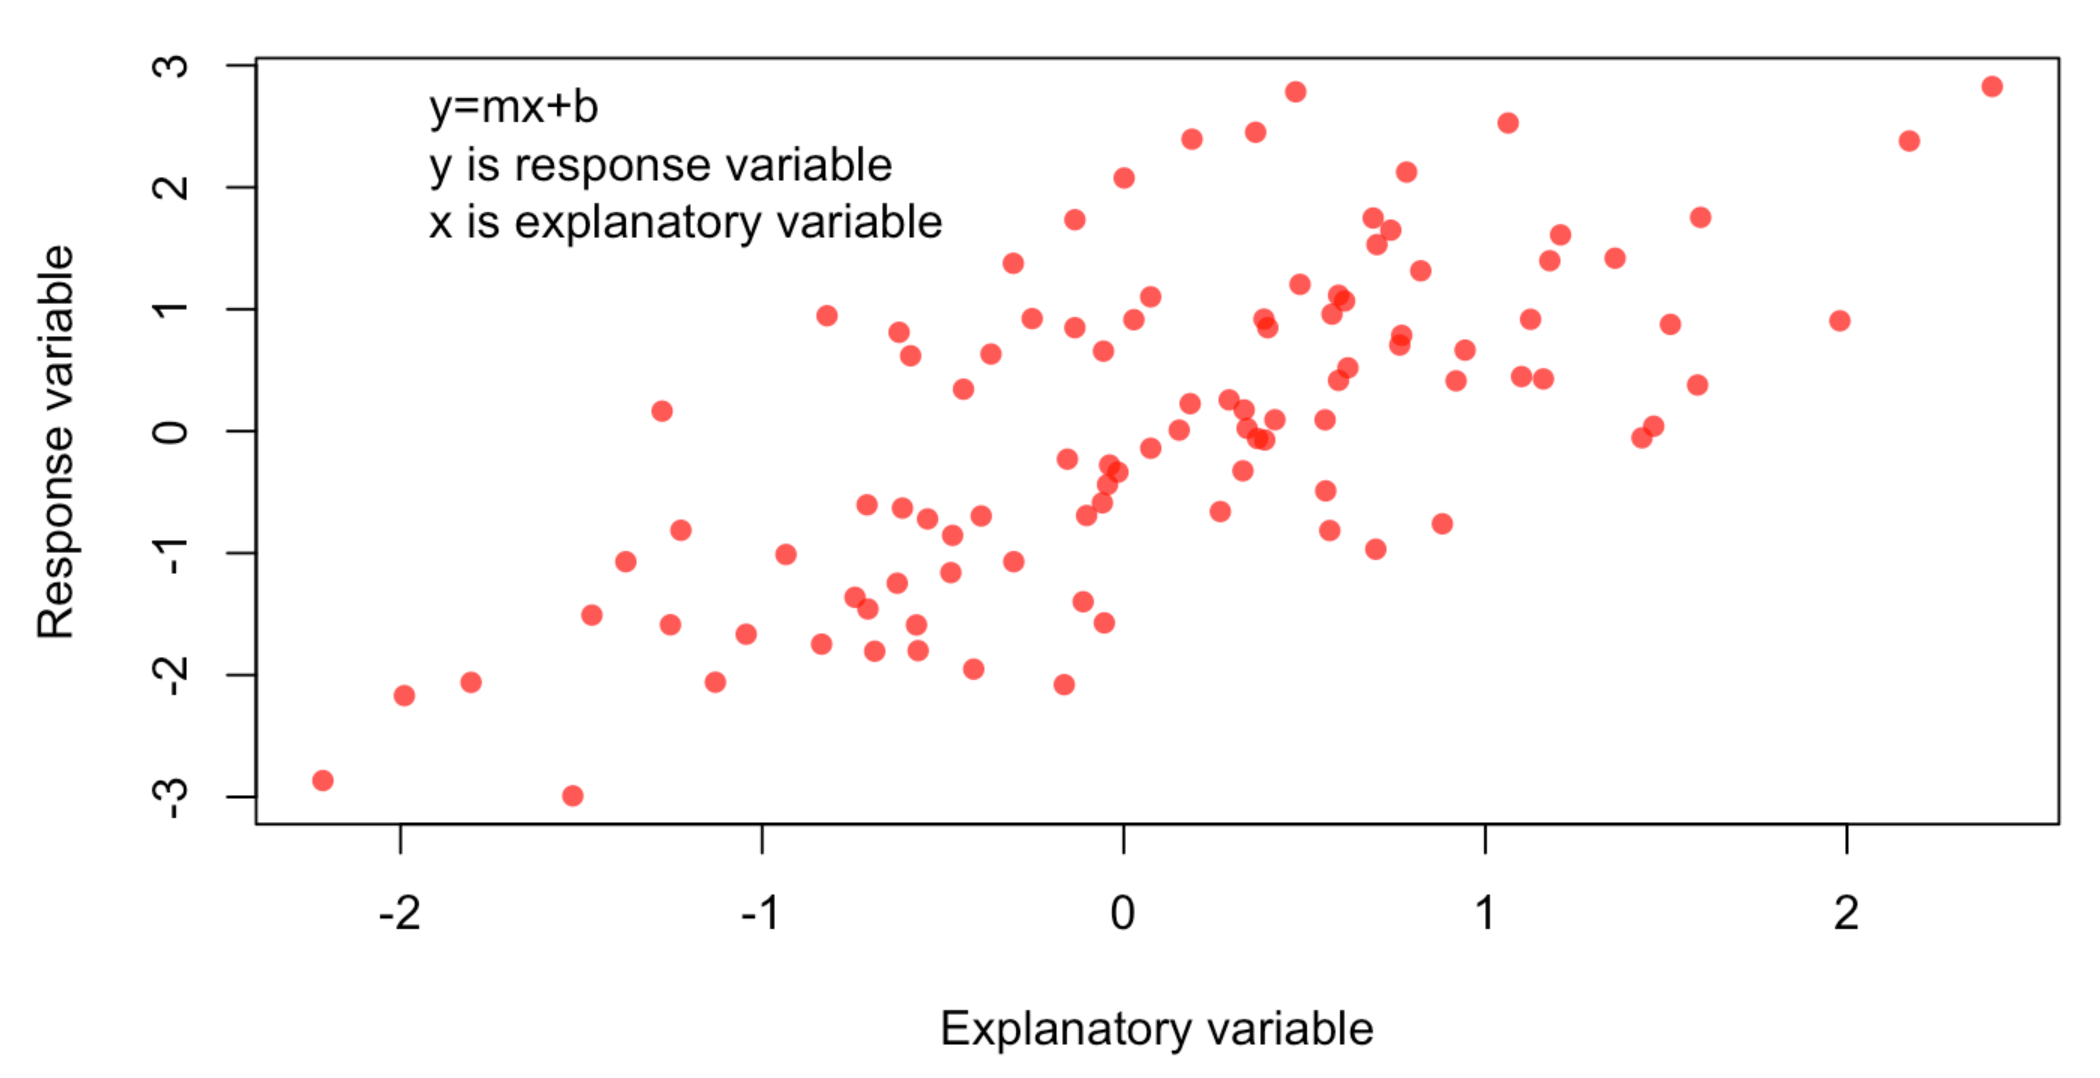 y=mx+b
y is response variable
x is explanatory variable
Response variable
3
2
1
0
-1
-2
-3
-2
-1
0
1
2
Explanatory variable